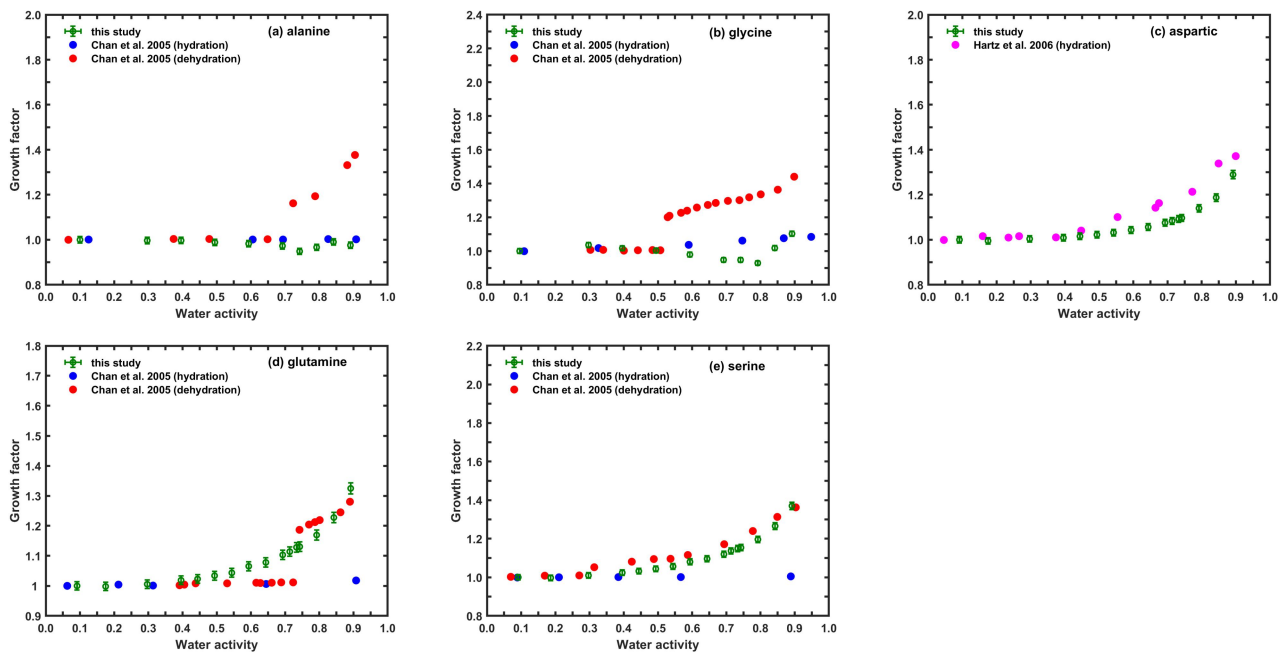 2.0
1.8
1.6
1.4
1.2
1.0
0.8
Growth factor
(a) alanine
this study
Chan et al. 2005 (hydration)
Chan et al. 2005 (dehydration)
0.0 0.1 0.2 0.3 0.4 0.5 0.6 0.7 0.8 0.9 1.0
Water activity
2.4
2.2
2.0
1.8
1.6
1.4
1.2
1.0
0.8
Growth factor
(b) glycine
this study
Chan et al. 2005 (hydration)
Chan et al. 2005 (dehydration)
0.0 0.1 0.2 0.3 0.4 0.5 0.6 0.7 0.8 0.9 1.0
Water activity
2.0
1.8
1.6
1.4
1.2
1.0
0.8
Growth factor
(c) aspartic
this study
Hartz et al. 2006 (hydration)
0.0 0.1 0.2 0.3 0.4 0.5 0.6 0.7 0.8 0.9 1.0
Water activity
1.8
1.7
1.6
1.5
1.4
1.3
1.2
1.1
1
0.9
Growth factor
(d) glutamine
this study
Chan et al. 2005 (hydration)
Chan et al. 2005 (dehydration)
0.0 0.1 0.2 0.3 0.4 0.5 0.6 0.7 0.8 0.9 1.0
Water activity
2.2
2.0
1.8
1.6
1.4
1.2
1.0
0.8
Growth factor
(e) serine
this study
Chan et al. 2005 (hydration)
Chan et al. 2005 (dehydration)
0.0 0.1 0.2 0.3 0.4 0.5 0.6 0.7 0.8 0.9 1.0
Water activity